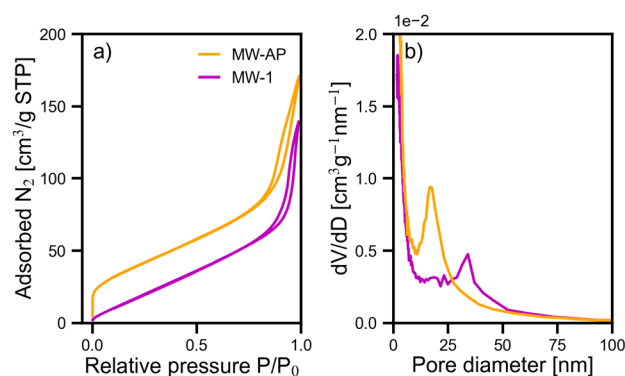 a)
MW-AP
MW-1
Adsorbed N₂ [cm³/g STP]
200
150
100
50
0
0.0
0.5
1.0
Relative pressure P/P₀
1e−2
b)
dV/dD [cm³g−1nm−1]
2.0
1.5
1.0
0.5
0.0
0
25
50
75
100
Pore diameter [nm]